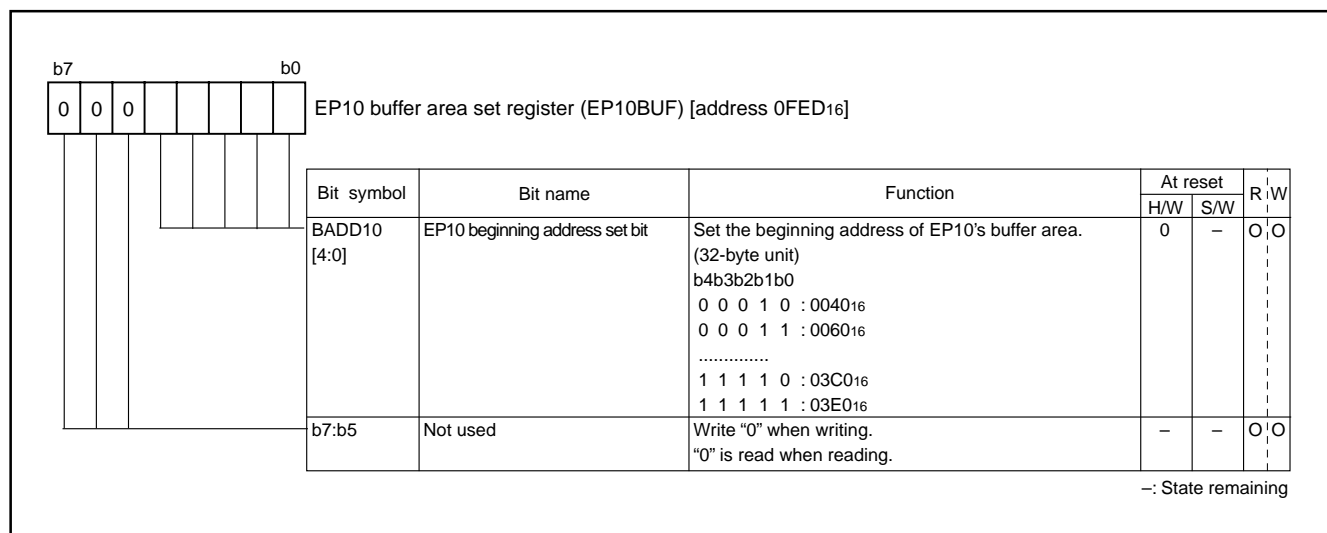 b7 b0
0 0 0
EP10 buffer area set register (EP10BUF) [address 0FED16]
Bit symbol Bit name Function At reset R W
H/W S/W
BADD10 EP10 beginning address set bit Set the beginning address of EP10's buffer area. 0 – O O
[4:0] (32-byte unit)
b4b3b2b1b0
0 0 0 1 0 : 004016
0 0 0 1 1 : 006016
..............
1 1 1 1 0 : 03C016
1 1 1 1 1 : 03E016
b7:b5 Not used Write “0” when writing. – – O O
“0” is read when reading.
–: State remaining